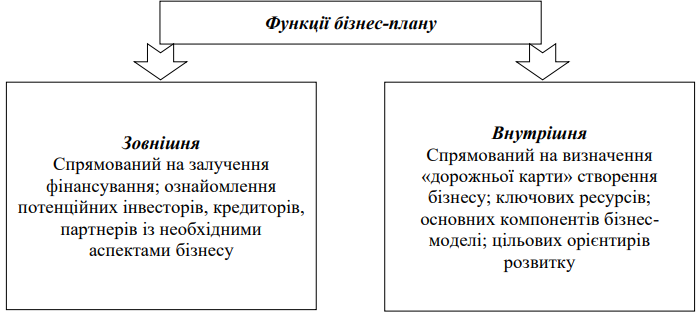 Функції бізнес-плану
Зовнішня
Спрямований на залучення
фінансування; ознайомлення
потенційних інвесторів, кредиторів,
партнерів із необхідними
аспектами бізнесу
Внутрішня
Спрямований на визначення
«дорожньої карти» створення
бізнесу; ключових ресурсів;
основних компонентів бізнес-
моделі; цільових орієнтирів
розвитку